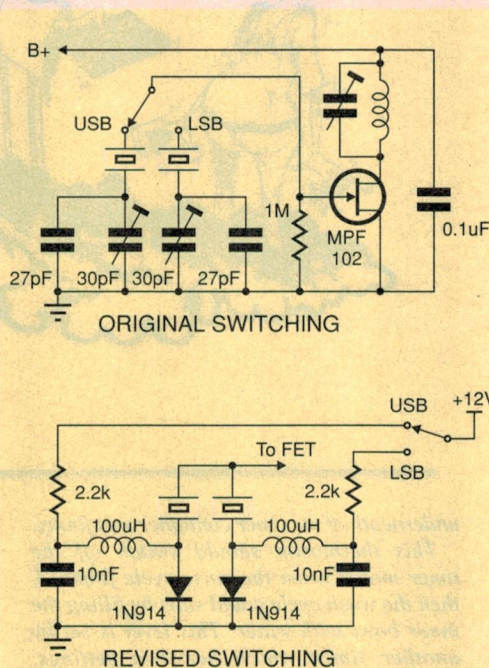 B+
USB
LSB
1M
MPF
102
0.1uF
27pF
30pF
30pF
27pF
ORIGINAL SWITCHING
USB
+12V
To FET
LSB
2.2k
2.2k
100uH
100uH
10nF
10nF
1N914
1N914
REVISED SWITCHING